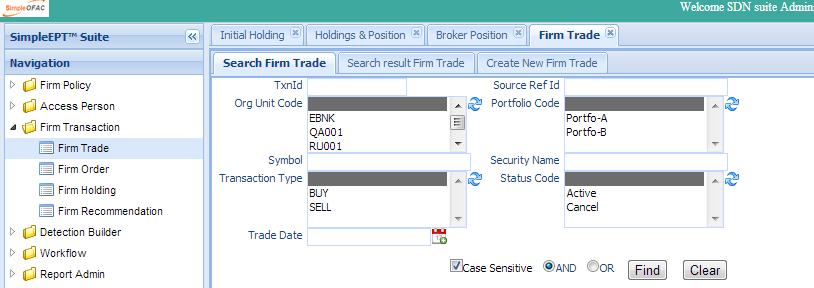 SimpleOFAC
Welcome SDN suite Admins
SimpleEPT™ Suite
Initial Holding
Holdings & Position
Broker Position
Firm Trade
Navigation
Search Firm Trade
Search result Firm Trade
Create New Firm Trade
Firm Policy
Access Person
Firm Transaction
Firm Trade
Firm Order
Firm Holding
Firm Recommendation
Detection Builder
Workflow
Report Admin
TxnId
Source Ref Id
Org Unit Code
EBNK
QA001
RU001
Portfolio Code
Portfo-A
Portfo-B
Symbol
Security Name
Transaction Type
BUY
SELL
Status Code
Active
Cancel
Trade Date
Case Sensitive
AND
OR
Find
Clear